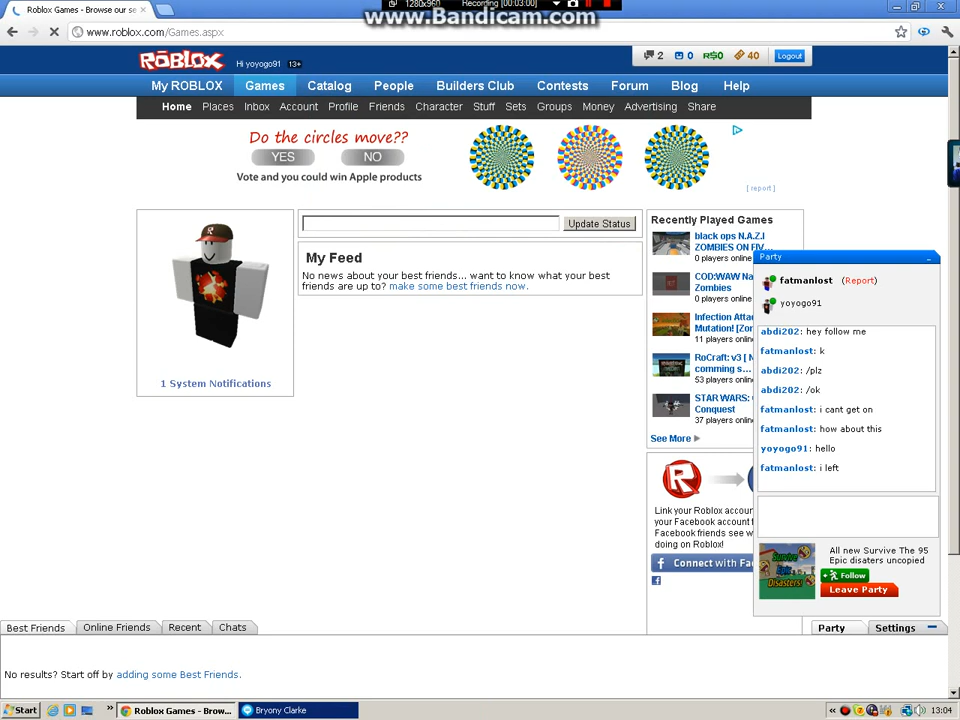 1280x960 Recording [00:03:00]
www.Bandicam.com
Roblox Games - Browse our se
www.roblox.com/Games.aspx
ROBLOX Hi yoyogo91 13+ 2 0 R$0 40 Logout
My ROBLOX Games Catalog People Builders Club Contests Forum Blog Help
Home Places Inbox Account Profile Friends Character Stuff Sets Groups Money Advertising Share
Do the circles move??
YES NO
Vote and you could win Apple products
[ report ]
1 System Notifications
Update Status
My Feed
No news about your best friends... want to know what your best
friends are up to? make some best friends now.
Recently Played Games
black ops N.A.Z.I
ZOMBIES ON FIV...
0 players online
COD:WAW Na
Zombies
0 players onlin
Infection Atta
Mutation! [Zor
11 players onli
RoCraft: v3 [ N
comming s...
53 players onli
STAR WARS: C
Conquest
37 players onli
See More
Link your Roblox accoun
your Facebook account t
Facebook friends see w
doing on Roblox!
Connect with Fac
Party
fatmanlost (Report)
yoyogo91
abdi202: hey follow me
fatmanlost: k
abdi202: /plz
abdi202: /ok
fatmanlost: i cant get on
fatmanlost: how about this
yoyogo91: hello
fatmanlost: i left
Survive
Epic
Disasters!
All new Survive The 95
Epic disaters uncopied
Follow
Leave Party
Best Friends Online Friends Recent Chats
Party Settings
No results? Start off by adding some Best Friends.
Start Roblox Games - Brow... Bryony Clarke 13:04